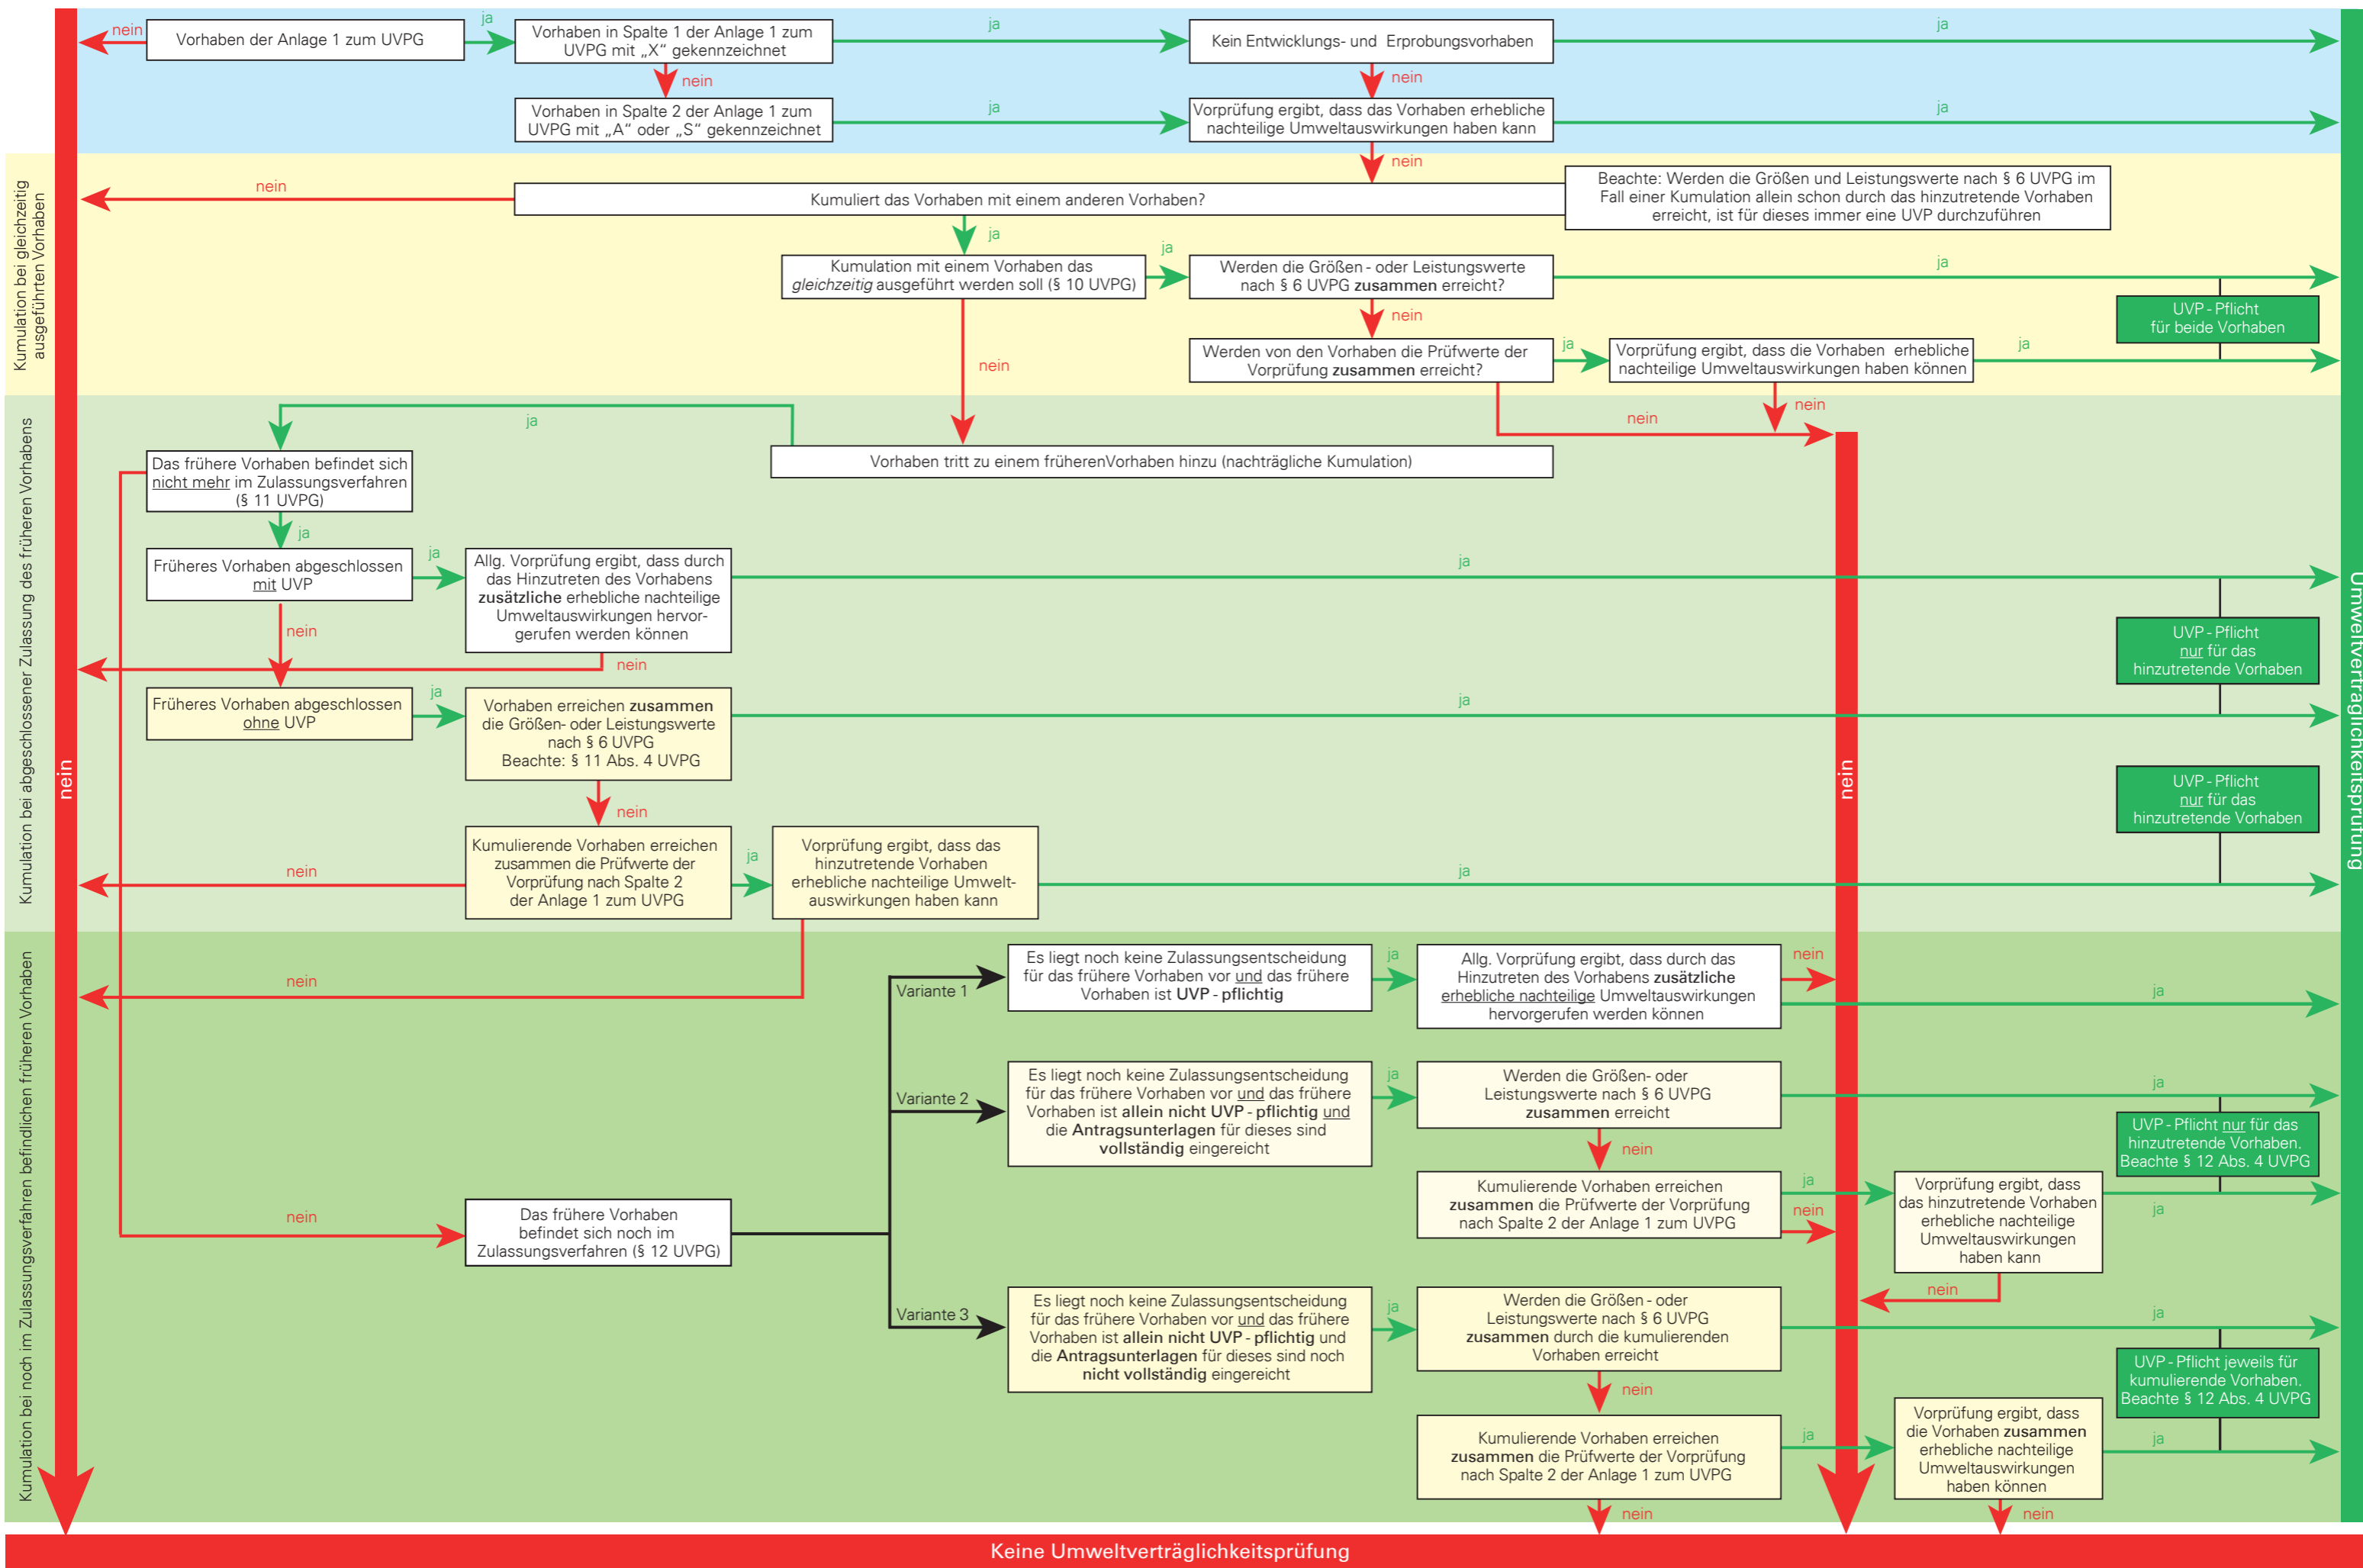 nein
Vorhaben der Anlage 1 zum UVPG
ja
Vorhaben in Spalte 1 der Anlage 1 zum
UVPG mit „X“ gekennzeichnet
ja
Kein Entwicklungs- und Erprobungsvorhaben
ja
nein
nein
Vorhaben in Spalte 2 der Anlage 1 zum
UVPG mit „A“ oder „S“ gekennzeichnet
ja
Vorprüfung ergibt, dass das Vorhaben erhebliche
nachteilige Umweltauswirkungen haben kann
ja
nein
Kumulation bei gleichzeitig
ausgeführten Vorhaben
nein
Kumuliert das Vorhaben mit einem anderen Vorhaben?
Beachte: Werden die Größen und Leistungswerte nach § 6 UVPG im
Fall einer Kumulation allein schon durch das hinzutretende Vorhaben
erreicht, ist für dieses immer eine UVP durchzuführen
ja
Kumulation mit einem Vorhaben das
gleichzeitig ausgeführt werden soll (§ 10 UVPG)
ja
Werden die Größen - oder Leistungswerte
nach § 6 UVPG zusammen erreicht?
ja
UVP - Pflicht
für beide Vorhaben
nein
nein
Werden von den Vorhaben die Prüfwerte der
Vorprüfung zusammen erreicht?
ja
Vorprüfung ergibt, dass die Vorhaben erhebliche
nachteilige Umweltauswirkungen haben können
ja
nein
nein
Kumulation bei abgeschlossener Zulassung des früheren Vorhabens
ja
Vorhaben tritt zu einem früherenVorhaben hinzu (nachträgliche Kumulation)
Das frühere Vorhaben befindet sich
nicht mehr im Zulassungsverfahren
(§ 11 UVPG)
ja
Früheres Vorhaben abgeschlossen
mit UVP
ja
Allg. Vorprüfung ergibt, dass durch
das Hinzutreten des Vorhabens
zusätzliche erhebliche nachteilige
Umweltauswirkungen hervor-
gerufen werden können
ja
UVP - Pflicht
nur für das
hinzutretende Vorhaben
nein
nein
Früheres Vorhaben abgeschlossen
ohne UVP
ja
Vorhaben erreichen zusammen
die Größen- oder Leistungswerte
nach § 6 UVPG
Beachte: § 11 Abs. 4 UVPG
ja
nein
nein
nein
UVP - Pflicht
nur für das
hinzutretende Vorhaben
Umweltverträglichkeitsprüfung
Kumulierende Vorhaben erreichen
zusammen die Prüfwerte der
Vorprüfung nach Spalte 2
der Anlage 1 zum UVPG
nein
ja
Vorprüfung ergibt, dass das
hinzutretende Vorhaben
erhebliche nachteilige Umwelt-
auswirkungen haben kann
ja
nein
Kumulation bei noch im Zulassungsverfahren befindlichen früheren Vorhaben
nein
Das frühere Vorhaben
befindet sich noch im
Zulassungsverfahren (§ 12 UVPG)
Variante 1
Es liegt noch keine Zulassungsentscheidung
für das frühere Vorhaben vor und das frühere
Vorhaben ist UVP - pflichtig
ja
Allg. Vorprüfung ergibt, dass durch das
Hinzutreten des Vorhabens zusätzliche
erhebliche nachteilige Umweltauswirkungen
hervorgerufen werden können
nein
ja
Variante 2
Es liegt noch keine Zulassungsentscheidung
für das frühere Vorhaben vor und das frühere
Vorhaben ist allein nicht UVP - pflichtig und
die Antragsunterlagen für dieses sind
vollständig eingereicht
ja
Werden die Größen- oder
Leistungswerte nach § 6 UVPG
zusammen erreicht
ja
UVP - Pflicht nur für das
hinzutretende Vorhaben.
Beachte § 12 Abs. 4 UVPG
nein
Kumulierende Vorhaben erreichen
zusammen die Prüfwerte der Vorprüfung
nach Spalte 2 der Anlage 1 zum UVPG
ja
nein
Vorprüfung ergibt, dass
das hinzutretende Vorhaben
erhebliche nachteilige
Umweltauswirkungen
haben kann
ja
nein
Variante 3
Es liegt noch keine Zulassungsentscheidung
für das frühere Vorhaben vor und das frühere
Vorhaben ist allein nicht UVP - pflichtig und
die Antragsunterlagen für dieses sind noch
nicht vollständig eingereicht
ja
Werden die Größen - oder
Leistungswerte nach § 6 UVPG
zusammen durch die kumulierenden
Vorhaben erreicht
ja
UVP - Pflicht jeweils für
kumulierende Vorhaben.
Beachte § 12 Abs. 4 UVPG
nein
Kumulierende Vorhaben erreichen
zusammen die Prüfwerte der Vorprüfung
nach Spalte 2 der Anlage 1 zum UVPG
ja
Vorprüfung ergibt, dass
die Vorhaben zusammen
erhebliche nachteilige
Umweltauswirkungen
haben können
ja
nein
nein
Keine Umweltverträglichkeitsprüfung